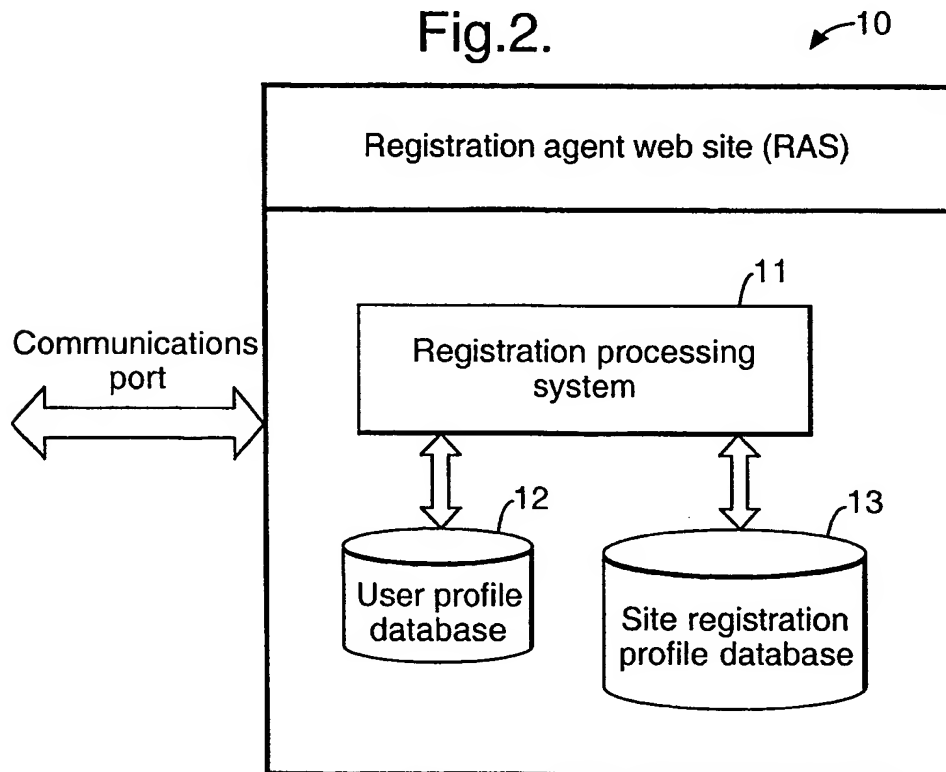 Fig.2.
10
Registration agent web site (RAS)
11
Registration processing
system
Communications
port
12
13
User profile
database
Site registration
profile database